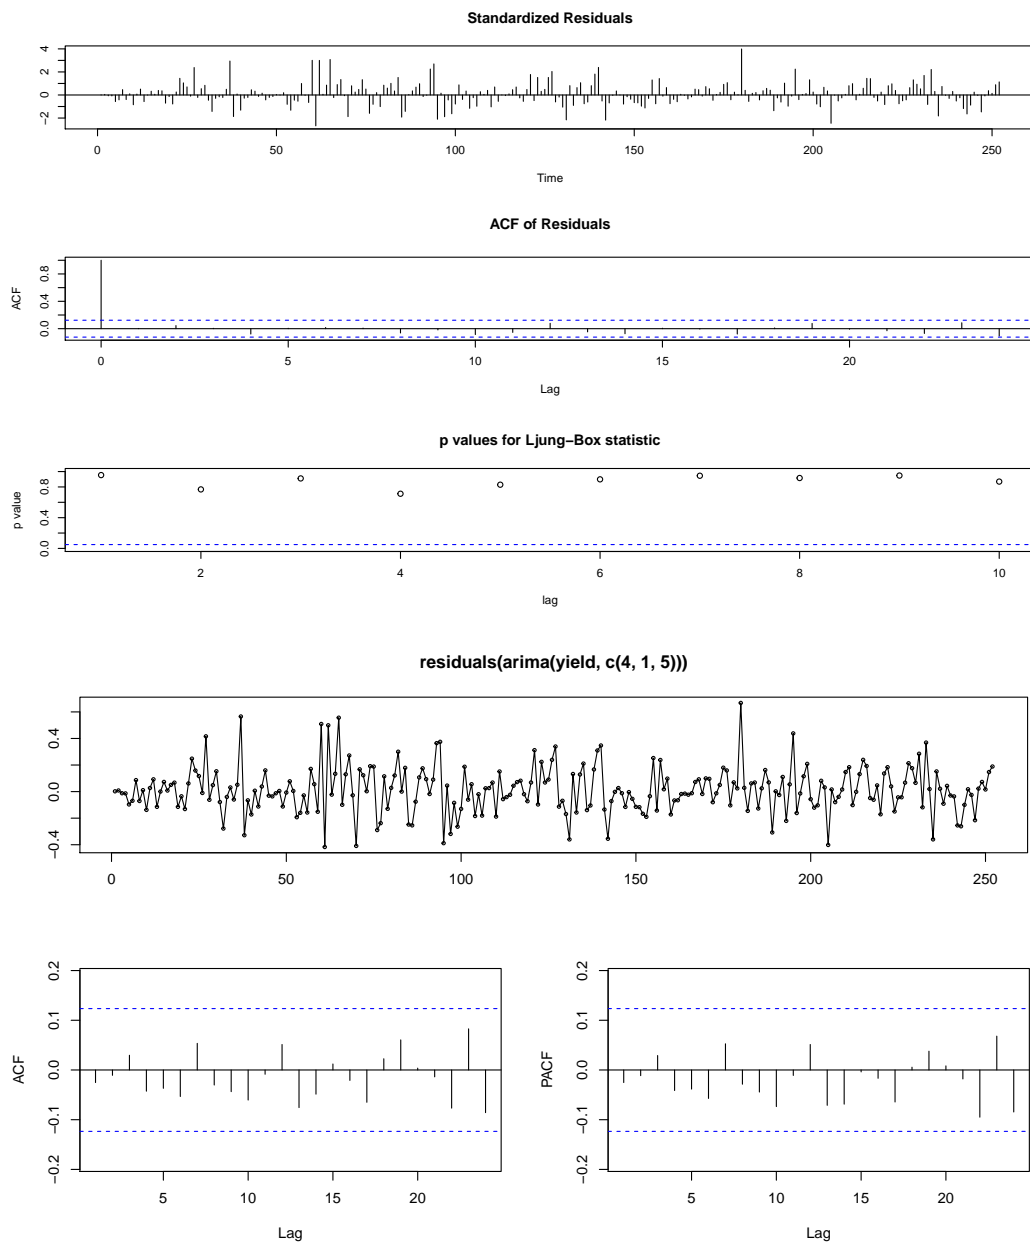 Standardized Residuals
−2 0 2 4
0 50 100 150 200 250
Time
ACF of Residuals
ACF
0.0 0.4 0.8
0 5 10 15 20
Lag
p values for Ljung−Box statistic
p value
0.0 0.4 0.8
2 4 6 8 10
lag
residuals(arima(yield, c(4, 1, 5)))
−0.4 0.0 0.4
0 50 100 150 200 250
ACF
−0.2 −0.1 0.0 0.1 0.2
5 10 15 20
Lag
PACF
−0.2 −0.1 0.0 0.1 0.2
5 10 15 20
Lag